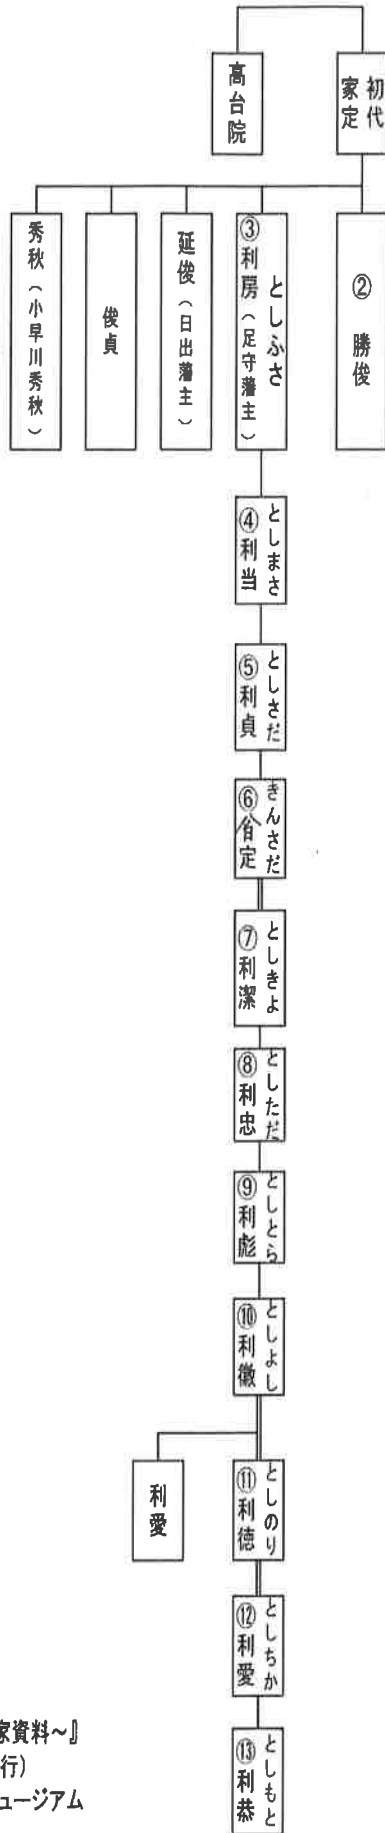 初代
家定
高台院
② 勝俊
としふさ
③利房（足守藩主）
延俊（日出藩主）
俊貞
秀秋（小早川秀秋）
としまさ
④利当
としさだ
⑤利貞
きんさだ
⑥㒶定
としきよ
⑦利潔
としただ
⑧利忠
としとら
⑨利彪
としよし
⑩利徽
としのり
⑪利徳
利愛
としちか
⑫利愛
としもと
⑬利恭
家資料～』
行）
ュージアム